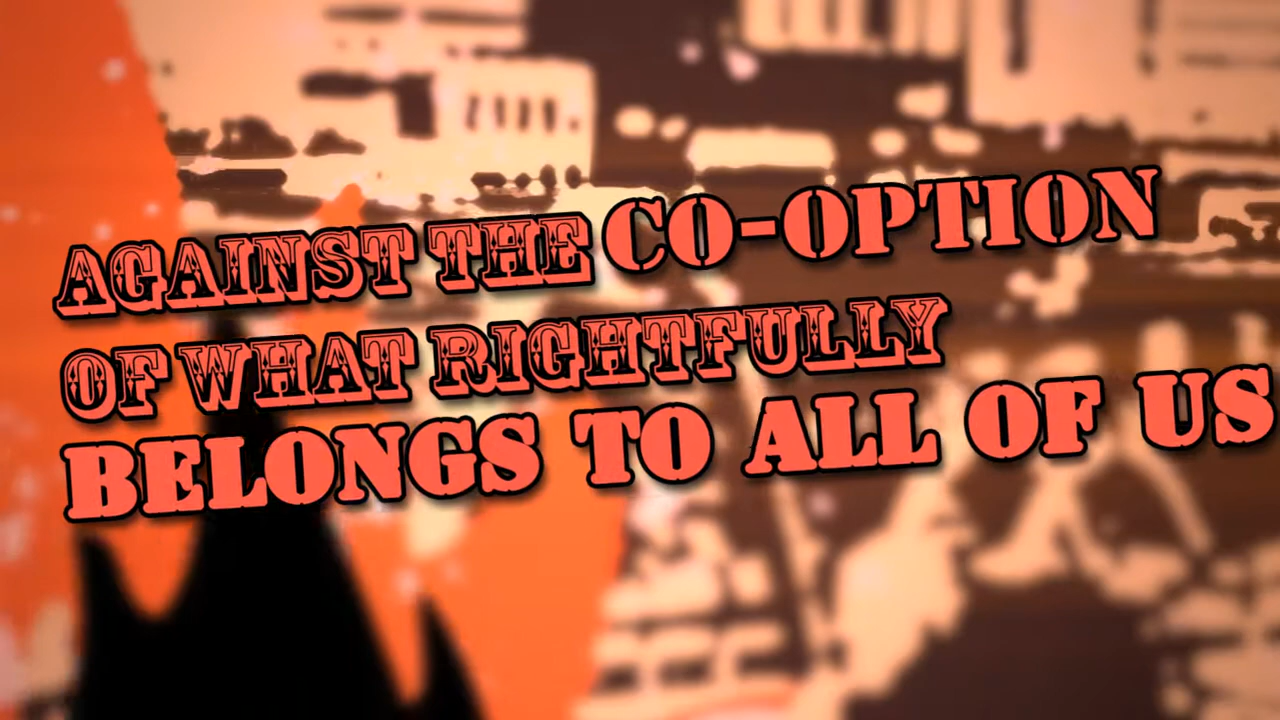 AGAINST THE CO-OPTION
OF WHAT RIGHTFULLY
BELONGS TO ALL OF US